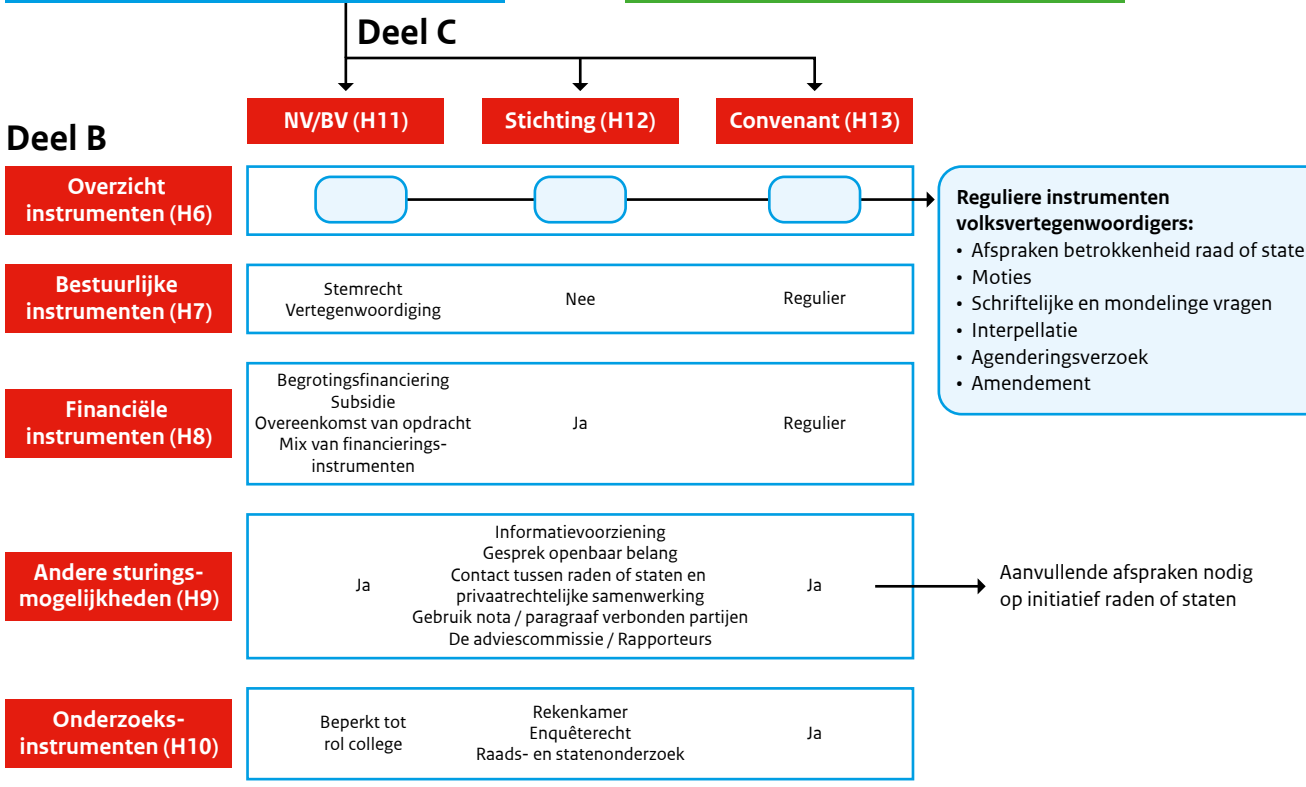 Deel C
NV/BV (H11)
Stichting (H12)
Convenant (H13)
Deel B
Overzicht
instrumenten (H6)
Reguliere instrumenten
volksvertegenwoordigers:
• Afspraken betrokkenheid raad of state
• Moties
• Schriftelijke en mondelinge vragen
• Interpellatie
• Agenderingsverzoek
• Amendement
Bestuurlijke
instrumenten (H7)
Stemrecht
Vertegenwoordiging
Nee
Regulier
Financiële
instrumenten (H8)
Begrotingsfinanciering
Subsidie
Overeenkomst van opdracht
Mix van financierings-
instrumenten
Ja
Regulier
Andere sturings-
mogelijkheden (H9)
Ja
Informatievoorziening
Gesprek openbaar belang
Contact tussen raden of staten en
privaatrechtelijke samenwerking
Gebruik nota / paragraaf verbonden partijen
De adviescommissie / Rapporteurs
Ja
Aanvullende afspraken nodig
op initiatief raden of staten
Onderzoeks-
instrumenten (H10)
Beperkt tot
rol college
Rekenkamer
Enquêterecht
Raads- en statenonderzoek
Ja